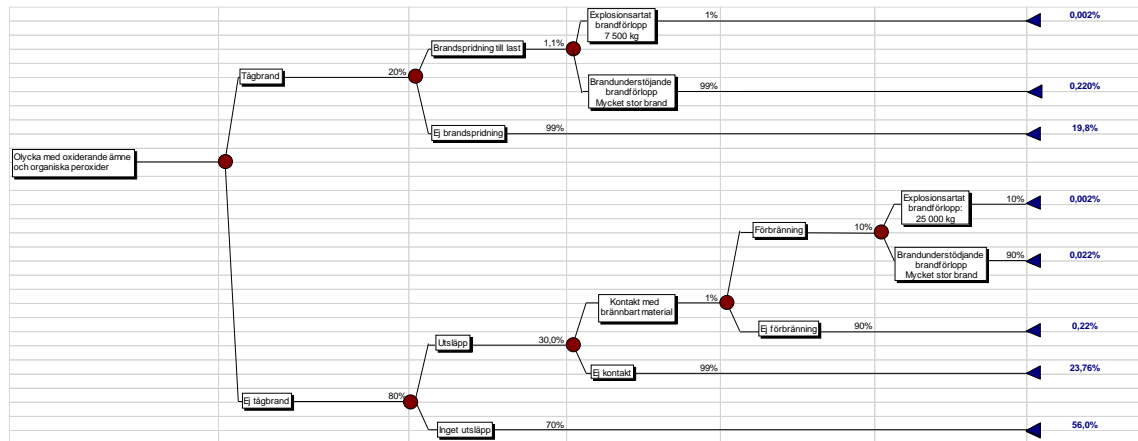 Explosionsartat
brandförlopp
7 500 kg
1%
0,002%
Brandspridning till last
1,1%
Tågbrand
20%
Brandunderstöjande
brandförlopp
Mycket stor brand
99%
0,220%
Ej brandspridning
99%
19,8%
Olycka med oxiderande ämne
och organiska peroxider
Explosionsartat
brandförlopp:
25 000 kg
10%
0,002%
Förbränning
10%
Brandunderstödjande
brandförlopp
Mycket stor brand
90%
0,022%
Kontakt med
brännbart material
1%
Ej förbränning
90%
0,22%
Utsläpp
30,0%
Ej kontakt
99%
23,76%
Ej tågbrand
80%
Inget utsläpp
70%
56,0%